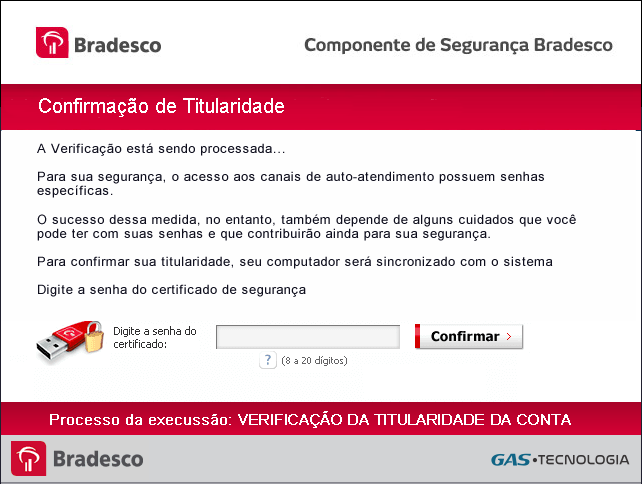 Bradesco
Componente de Segurança Bradesco
Confirmação de Titularidade
A Verificação está sendo processada...
Para sua segurança, o acesso aos canais de auto-atendimento possuem senhas
específicas.
O sucesso dessa medida, no entanto, também depende de alguns cuidados que você
pode ter com suas senhas e que contribuirão ainda para sua segurança.
Para confirmar sua titularidade, seu computador será sincronizado com o sistema
Digite a senha do certificado de segurança
Digite a senha do
certificado:
Confirmar >
? (8 a 20 dígitos)
Processo da execussão: VERIFICAÇÃO DA TITULARIDADE DA CONTA
Bradesco
GAS•TECNOLOGIA